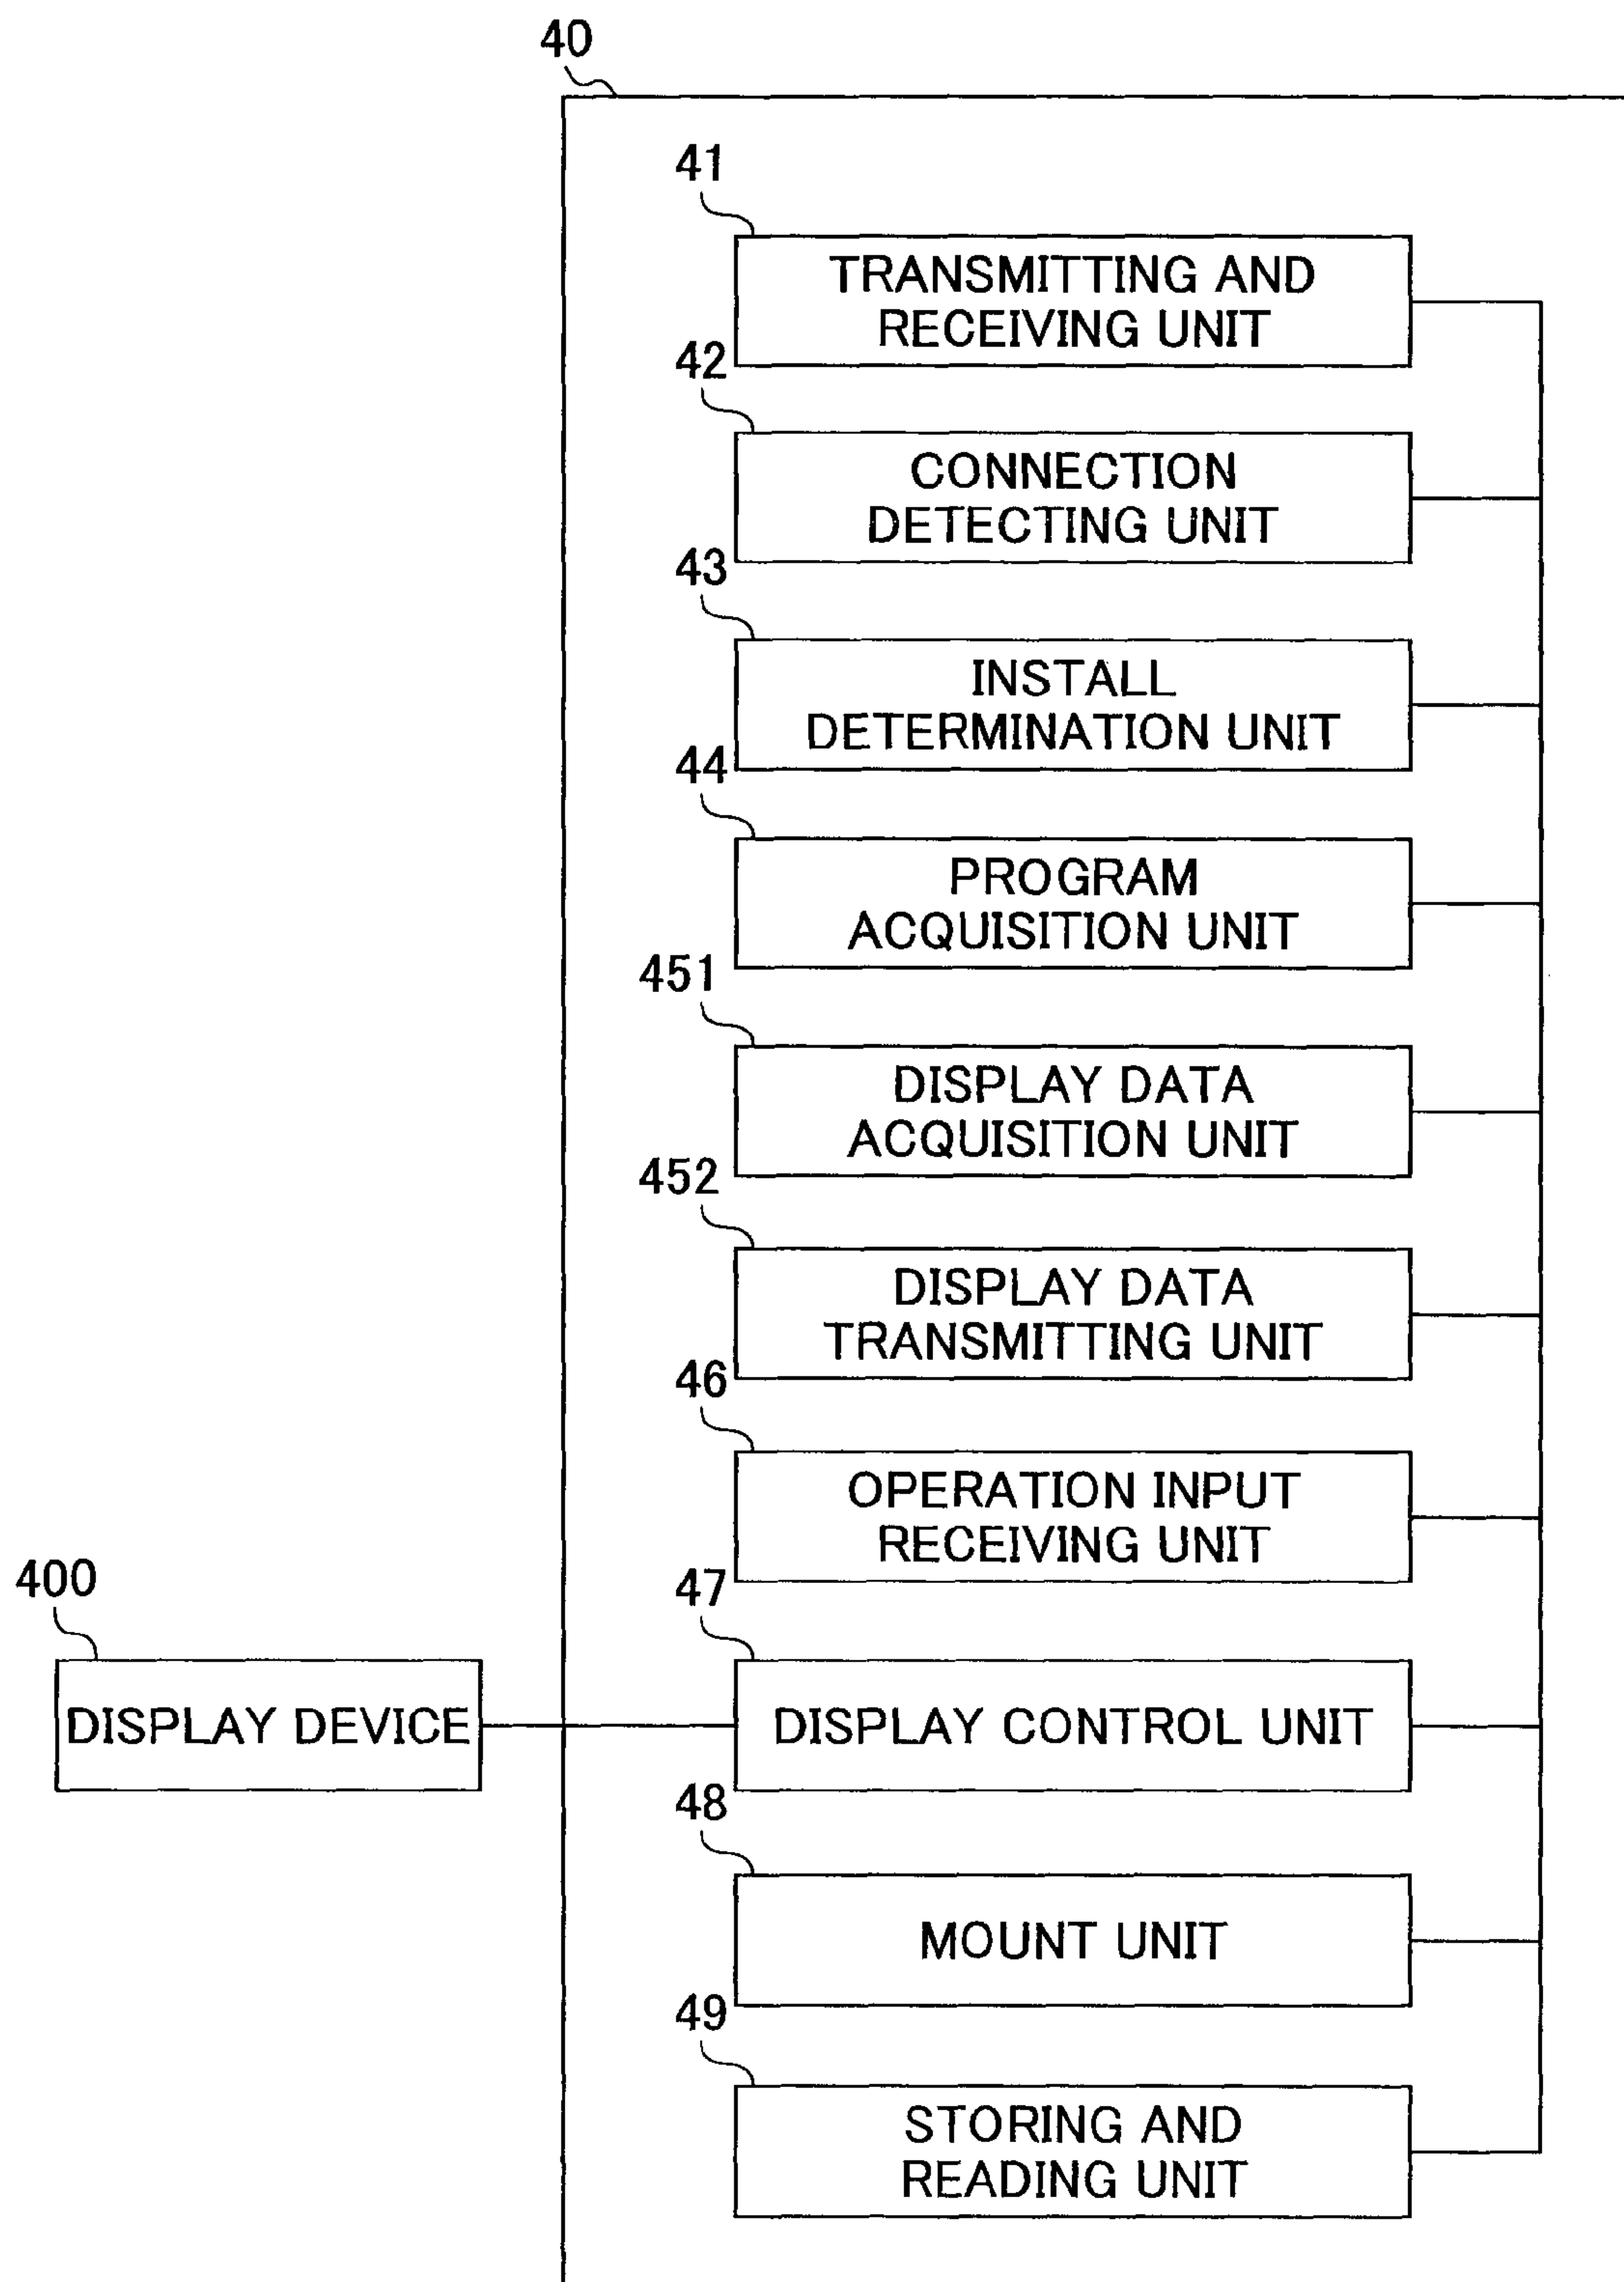 40
41
TRANSMITTING AND
RECEIVING UNIT
42
CONNECTION
DETECTING UNIT
43
INSTALL
DETERMINATION UNIT
44
PROGRAM
ACQUISITION UNIT
451
DISPLAY DATA
ACQUISITION UNIT
452
DISPLAY DATA
TRANSMITTING UNIT
46
OPERATION INPUT
RECEIVING UNIT
400
DISPLAY DEVICE
47
DISPLAY CONTROL UNIT
48
MOUNT UNIT
49
STORING AND
READING UNIT